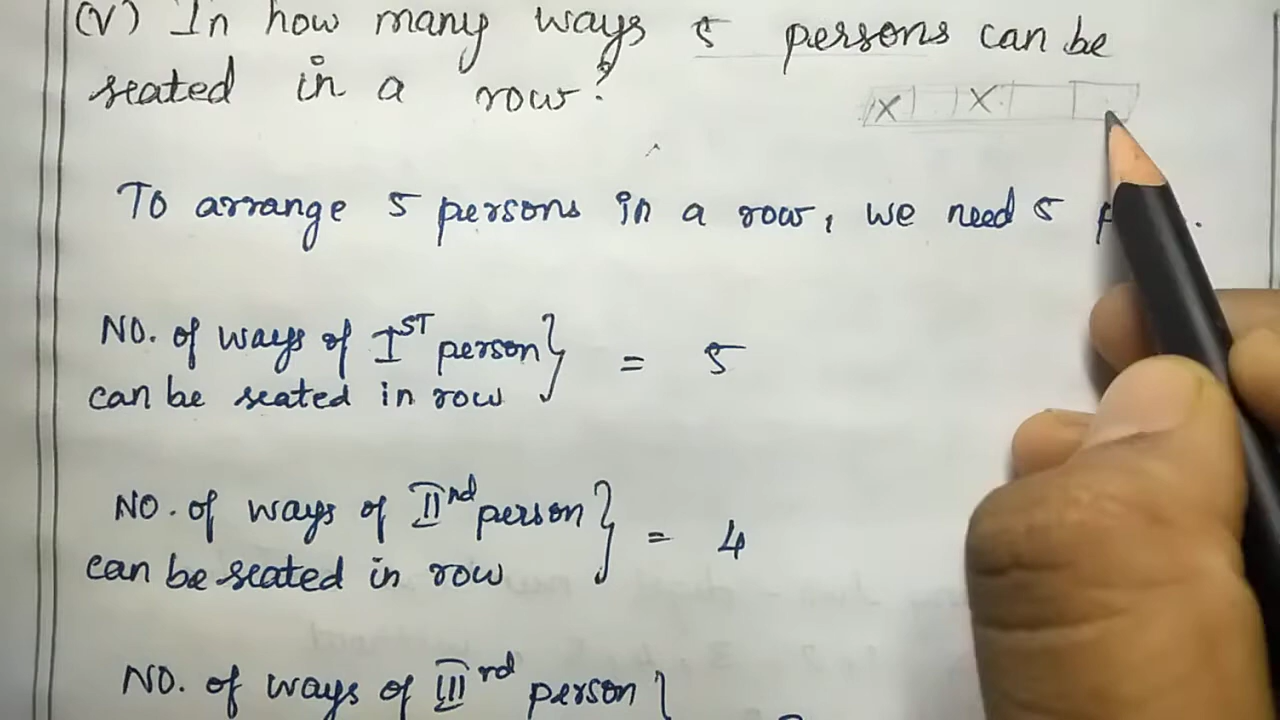 (V) In how many ways 5 persons can be
seated in a row?
X X
To arrange 5 persons in a row, we need 5
NO. of ways of Iˢᵀ person } = 5
can be seated in row
NO. of ways of IIⁿᵈ person } = 4
can be seated in row
NO. of ways of IIIʳᵈ person }